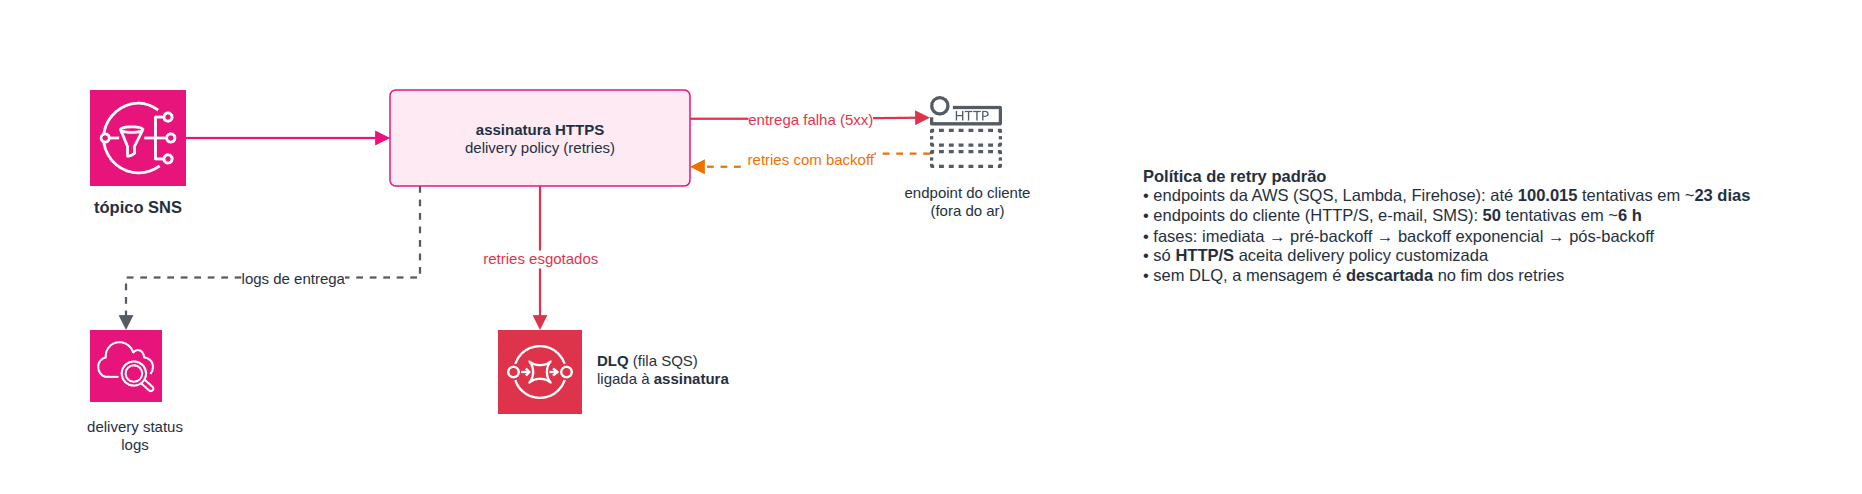 tópico SNS
assinatura HTTPS
delivery policy (retries)
entrega falha (5xx)
retries com backoff
HTTP
endpoint do cliente
(fora do ar)
retries esgotados
logs de entrega
delivery status
logs
DLQ (fila SQS)
ligada à assinatura
Política de retry padrão
• endpoints da AWS (SQS, Lambda, Firehose): até 100.015 tentativas em ~23 dias
• endpoints do cliente (HTTP/S, e-mail, SMS): 50 tentativas em ~6 h
• fases: imediata → pré-backoff → backoff exponencial → pós-backoff
• só HTTP/S aceita delivery policy customizada
• sem DLQ, a mensagem é descartada no fim dos retries